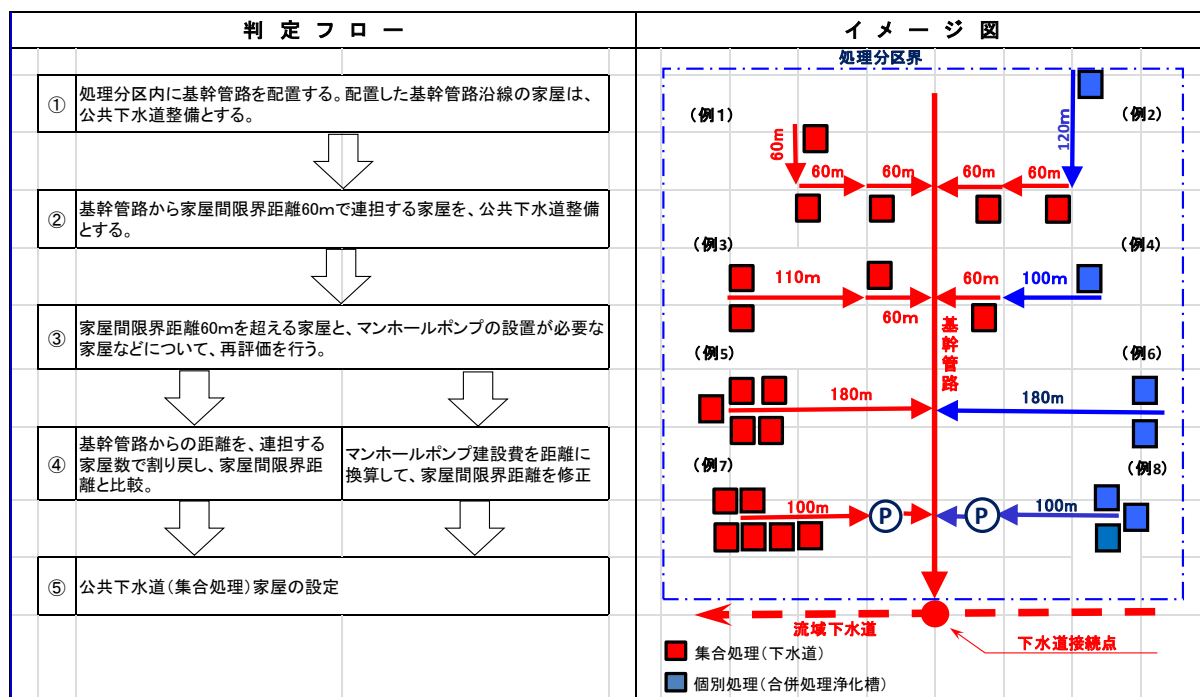 判定フロー
①
処理分区内に基幹管路を配置する。配置した基幹管路沿線の家屋は、
公共下水道整備とする。
②
基幹管路から家屋間限界距離60mで連担する家屋を、公共下水道整備
とする。
③
家屋間限界距離60mを超える家屋と、マンホールポンプの設置が必要な
家屋などについて、再評価を行う。
④
基幹管路からの距離を、連担する
家屋数で割り戻し、家屋間限界距
離と比較。
マンホールポンプ建設費を距離に
換算して、家屋間限界距離を修正
⑤
公共下水道(集合処理)家屋の設定
イメージ図
処理分区界
(例1)
60m
60m
60m
(例2)
120m
60m
60m
(例3)
110m
60m
(例4)
60m
100m
基幹管路
(例5)
180m
(例6)
180m
(例7)
100m
P
(例8)
P
100m
流域下水道
下水道接続点
集合処理(下水道)
個別処理(合併処理浄化槽)